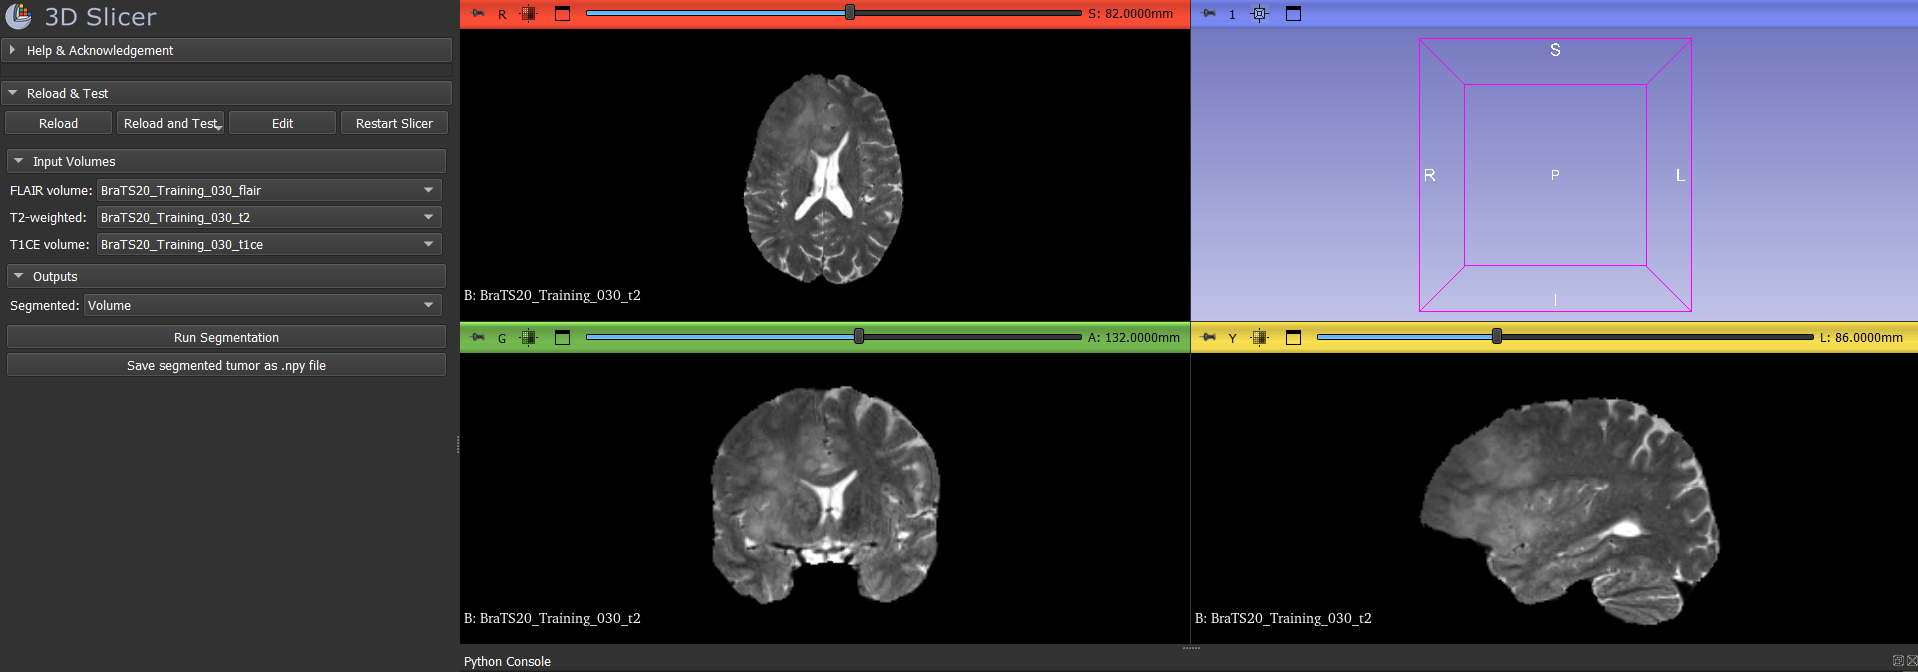 3D Slicer
Help & Acknowledgement
Reload & Test
Reload
Reload and Test
Edit
Restart Slicer
Input Volumes
FLAIR volume: BraTS20_Training_030_flair
T2-weighted: BraTS20_Training_030_t2
T1CE volume: BraTS20_Training_030_t1ce
Outputs
Segmented: Volume
Run Segmentation
Save segmented tumor as .npy file
R
S: 82.0000mm
B: BraTS20_Training_030_t2
1
S
R
P
L
I
G
A: 132.0000mm
B: BraTS20_Training_030_t2
Y
L: 86.0000mm
B: BraTS20_Training_030_t2
Python Console